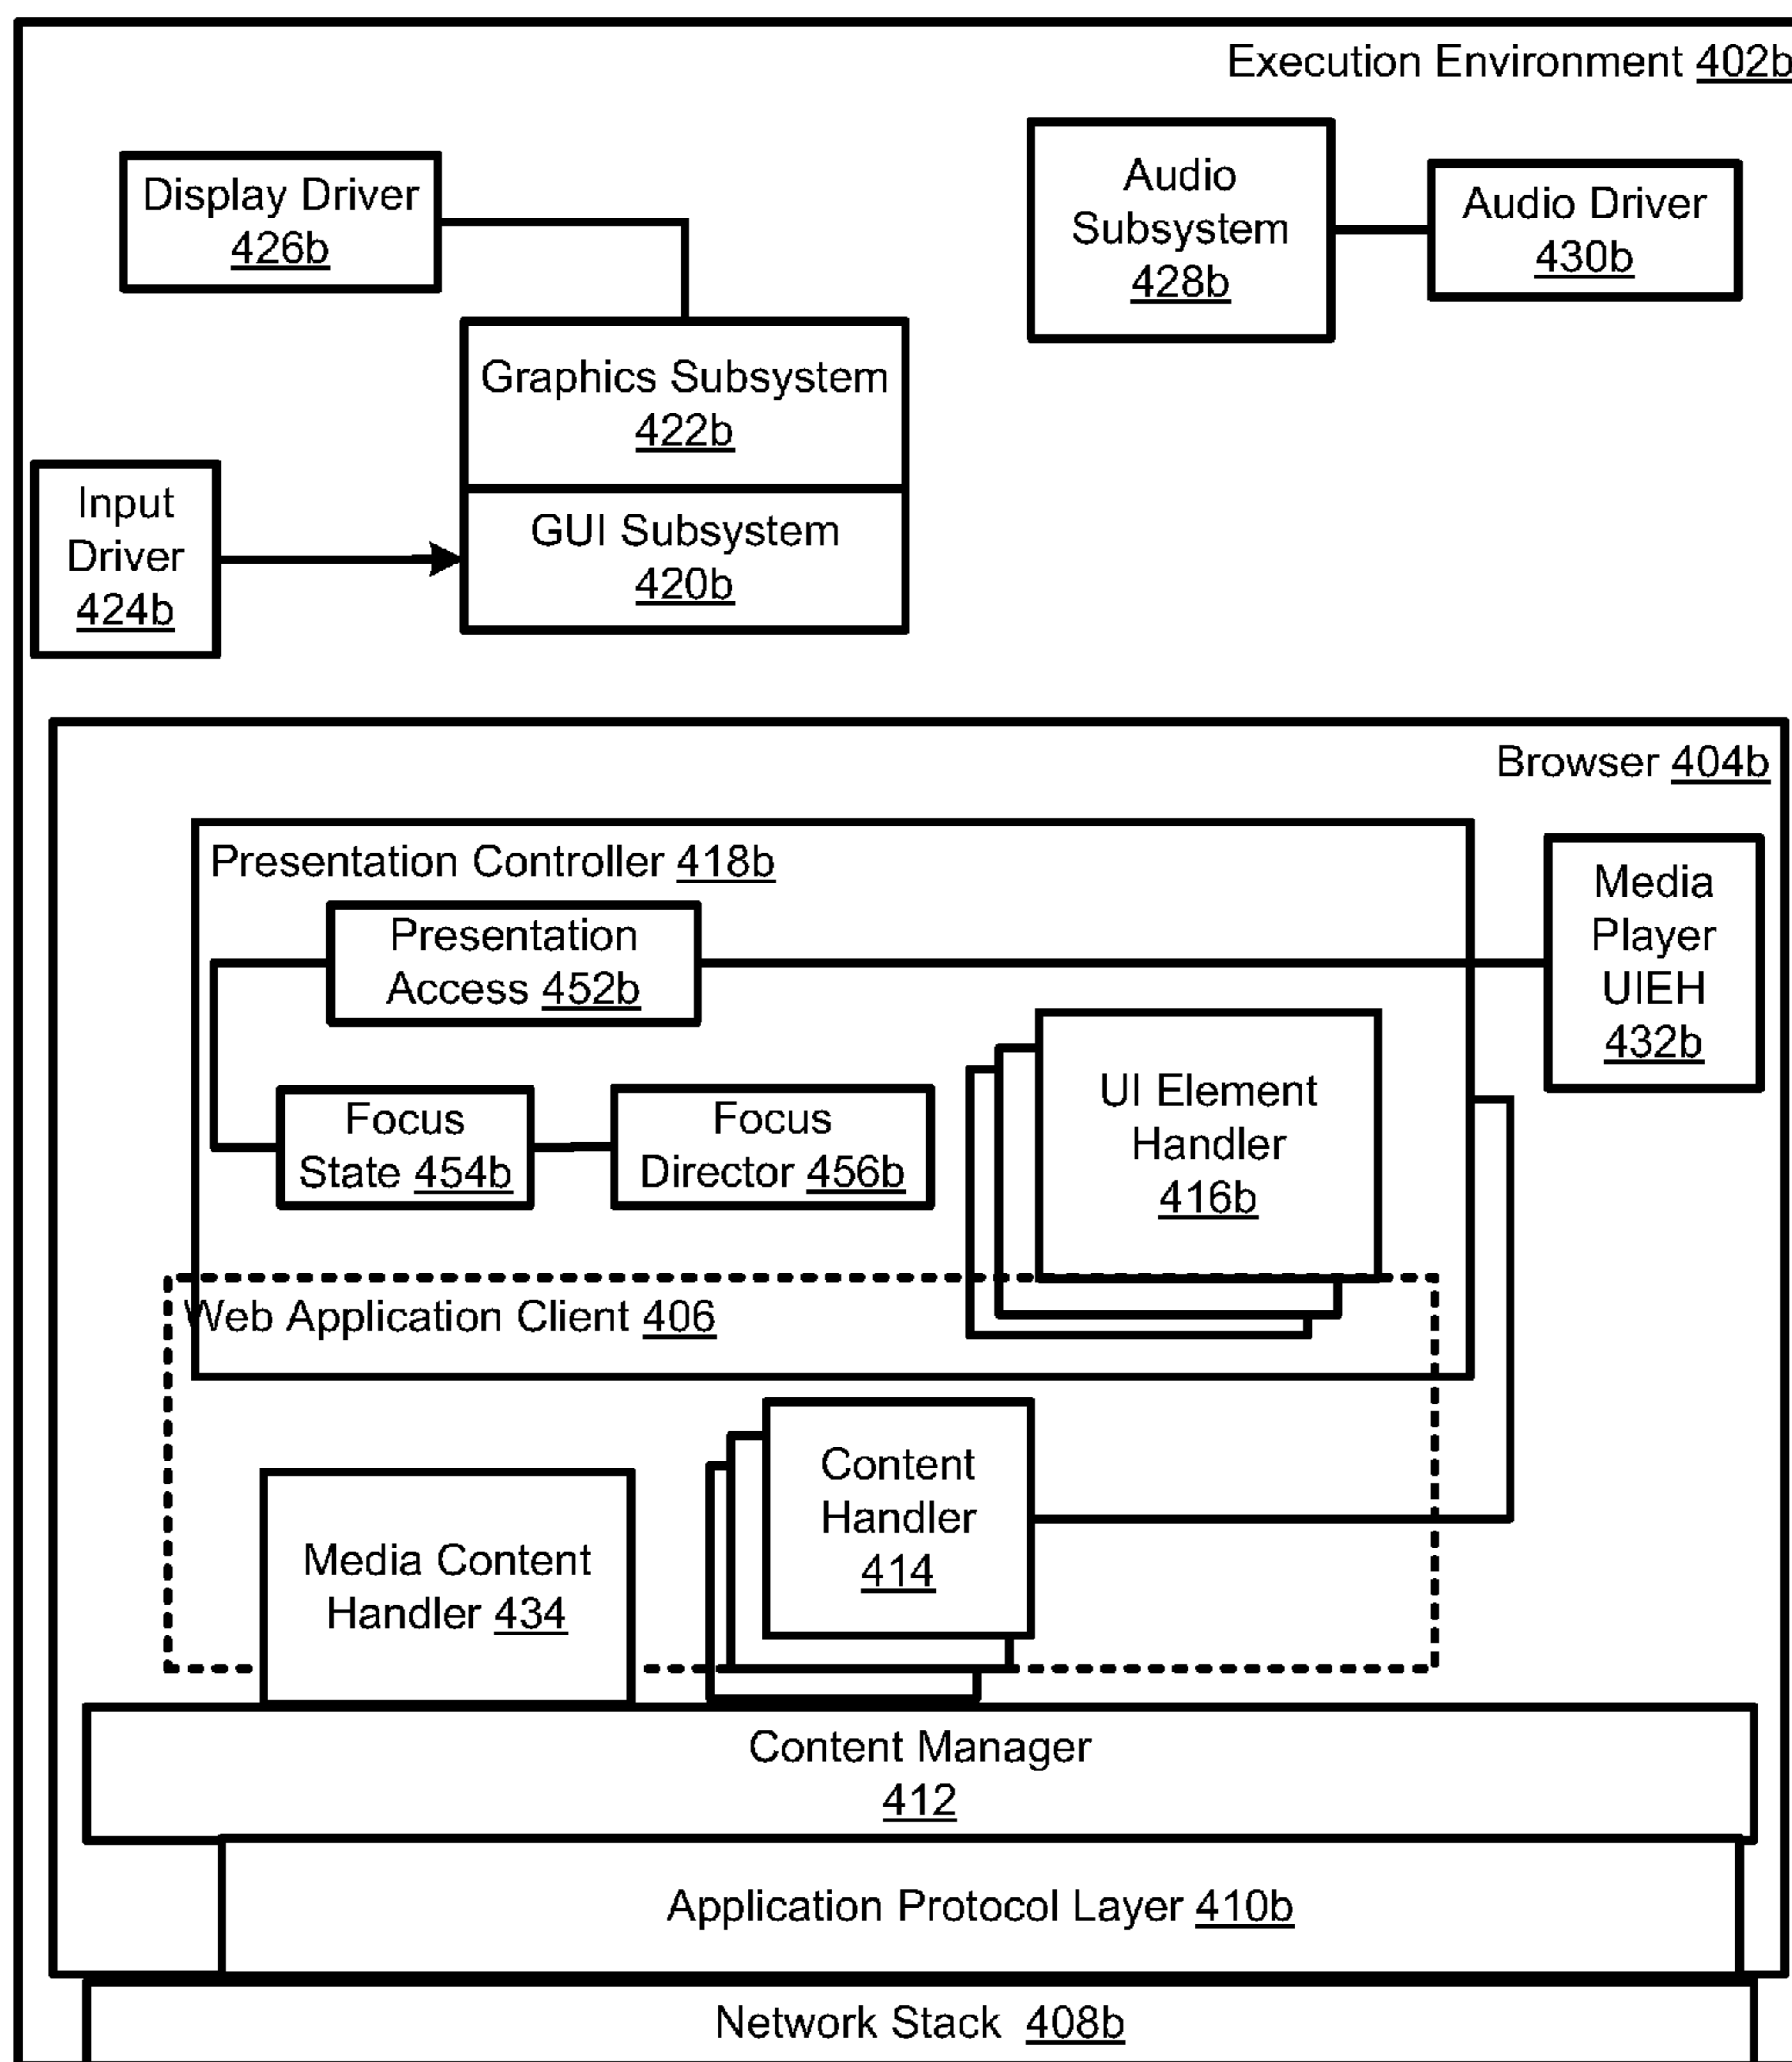 Execution Environment 402b
Display Driver
426b
Audio
Subsystem
428b
Audio Driver
430b
Graphics Subsystem
422b
Input
Driver
424b
GUI Subsystem
420b
Browser 404b
Presentation Controller 418b
Media
Player
UIEH
432b
Presentation
Access 452b
UI Element
Handler
416b
Focus
State 454b
Focus
Director 456b
Web Application Client 406
Content
Handler
414
Media Content
Handler 434
Content Manager
412
Application Protocol Layer 410b
Network Stack 408b